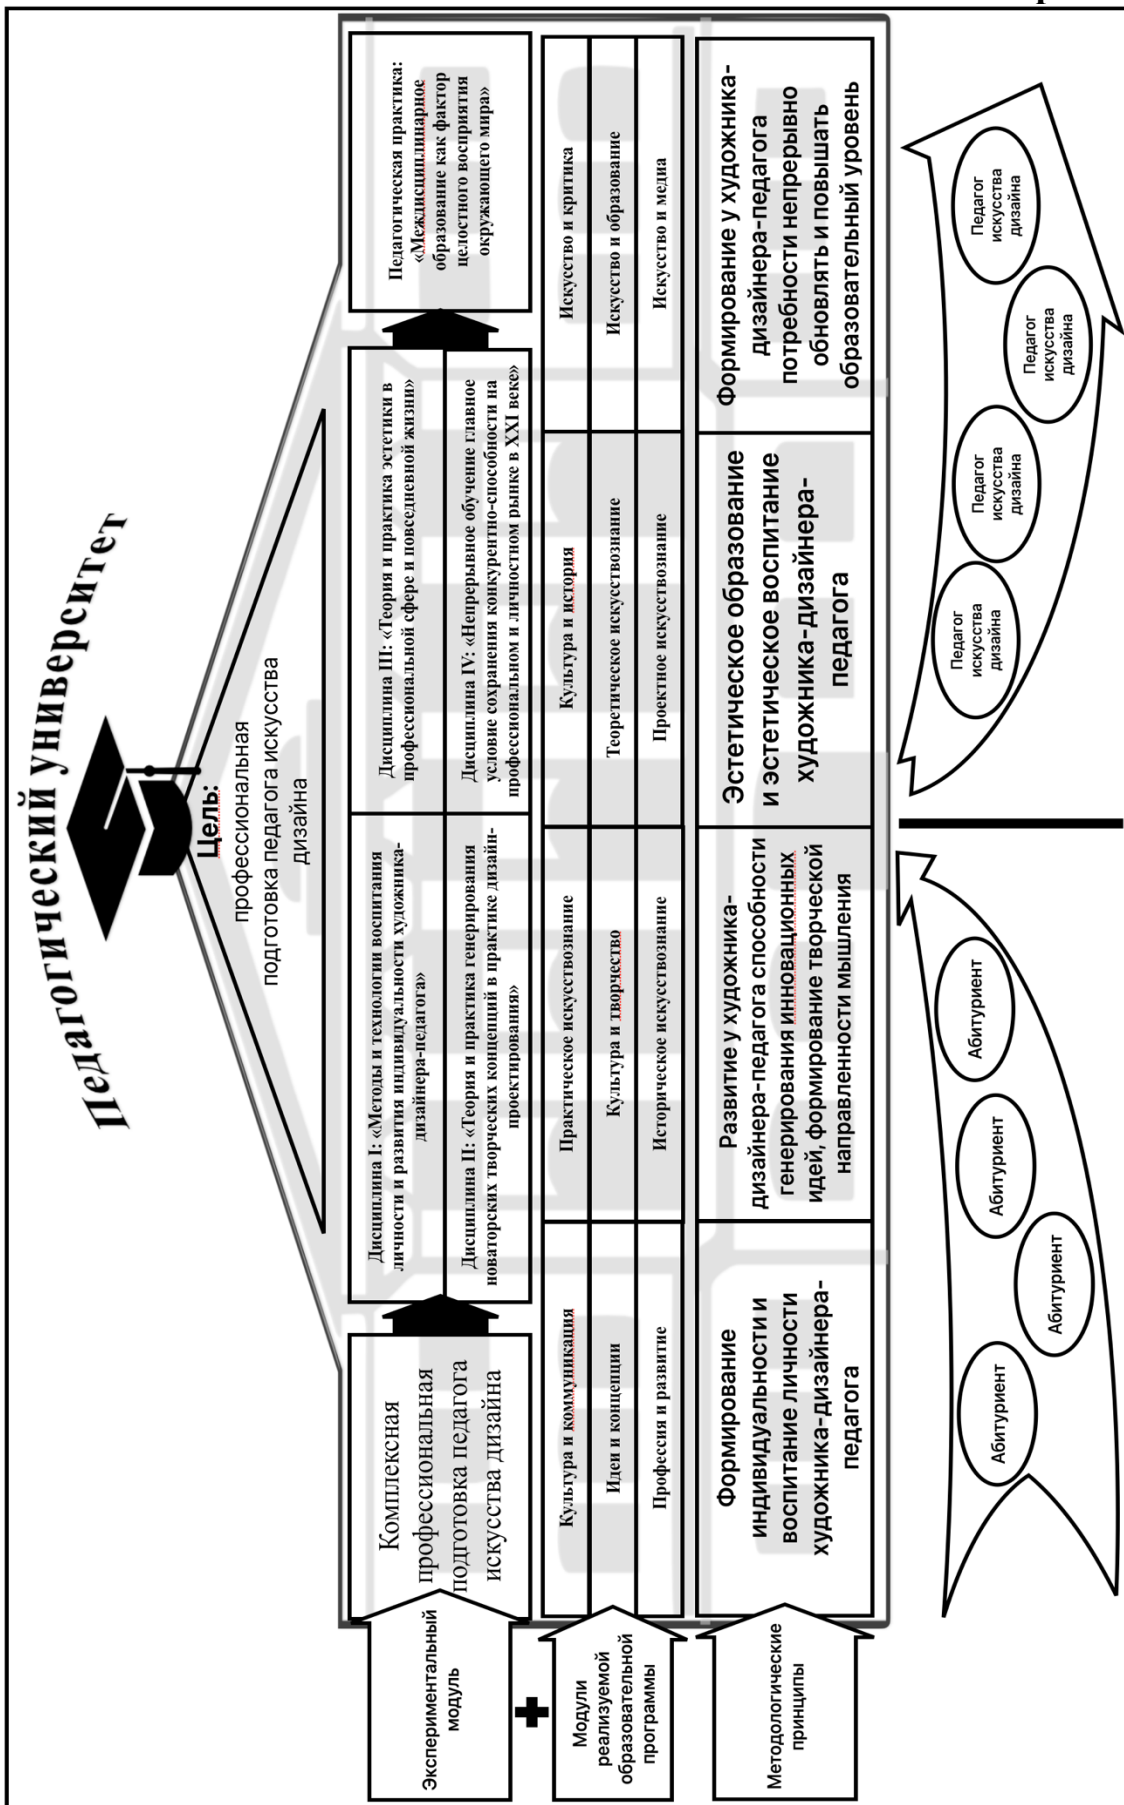 Педагогический университет
Цель:
профессиональная
подготовка педагога искусства
дизайна
Экспериментальный
модуль
Комплексная
профессиональная
подготовка педагога
искусства дизайна
Дисциплина I: «Методы и технологии воспитания
личности и развития индивидуальности художника-
дизайнера-педагога»
Дисциплина II: «Теория и практика генерирования
новаторских творческих концепций в практике дизайн-
проектирования»
Дисциплина III: «Теория и практика эстетики в
профессиональной сфере и повседневной жизни»
Дисциплина IV: «Непрерывное обучение главное
условие сохранения конкурентно-способности на
профессиональном и личностном рынке в XXI веке»
Педагогическая практика:
«Междисциплинарное
образование как фактор
целостного восприятия
окружающего мира»
Модули
реализуемой
образовательной
программы
Культура и коммуникация
Практическое искусствознание
Культура и история
Искусство и критика
Идеи и концепции
Культура и творчество
Теоретическое искусствознание
Искусство и образование
Профессия и развитие
Историческое искусствознание
Проектное искусствознание
Искусство и медиа
Методологические
принципы
Формирование
индивидуальности и
воспитание личности
художника-дизайнера-
педагога
Развитие у художника-
дизайнера-педагога способности
генерирования инновационных
идей, формирование творческой
направленности мышления
Эстетическое образование
и эстетическое воспитание
художника-дизайнера-
педагога
Формирование у художника-
дизайнера-педагога
потребности непрерывно
обновлять и повышать
образовательный уровень
Абитуриент
Абитуриент
Абитуриент
Абитуриент
Педагог
искусства
дизайна
Педагог
искусства
дизайна
Педагог
искусства
дизайна
Педагог
искусства
дизайна